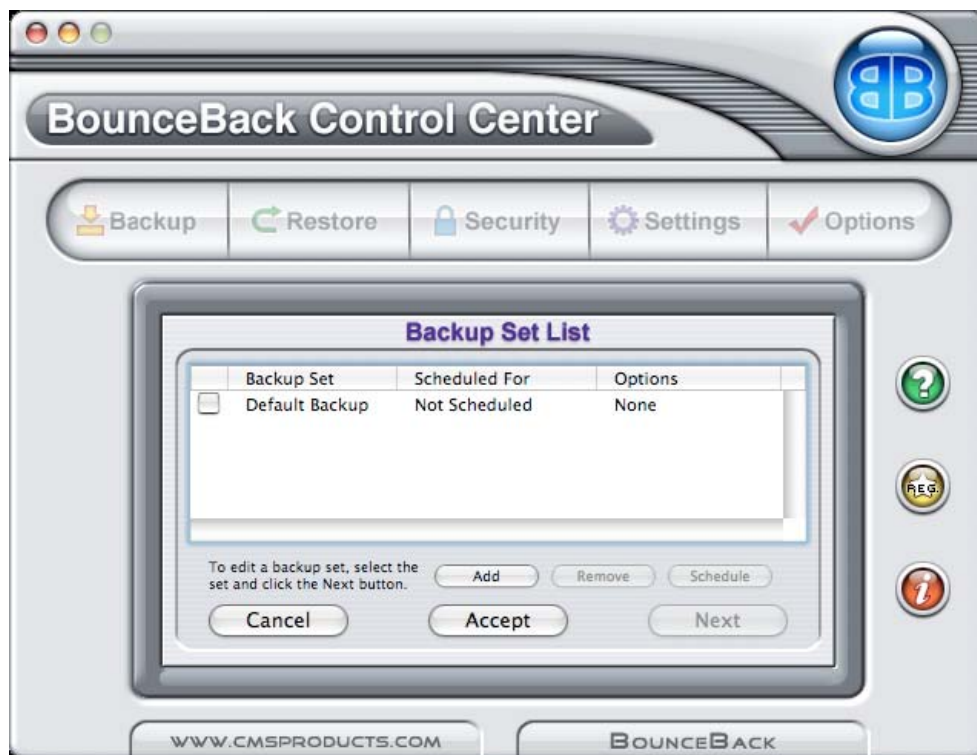 BounceBack Control Center
BB
Backup Restore Security Settings Options
Backup Set List
Backup Set Scheduled For Options
Default Backup Not Scheduled None
REG.
To edit a backup set, select the
set and click the Next button.
Add Remove Schedule
Cancel Accept Next
WWW.CMSPRODUCTS.COM BOUNCEBACK